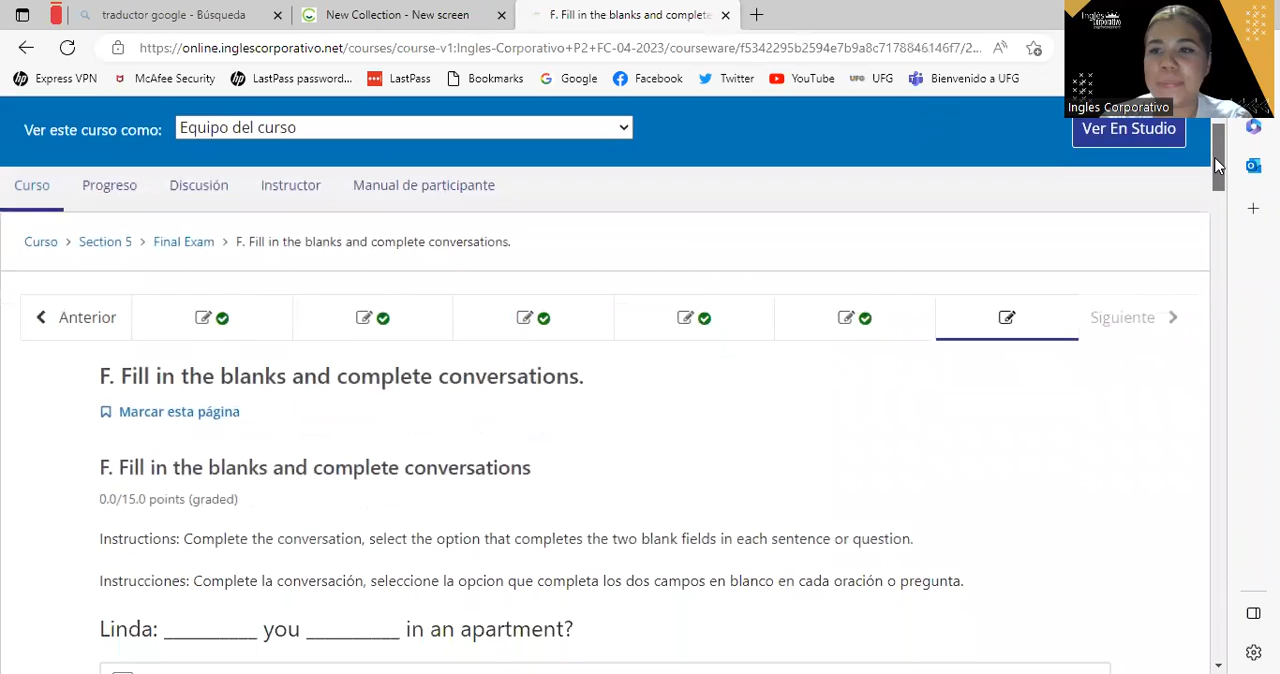 traductor google - Búsqueda
New Collection - New screen
F. Fill in the blanks and complete
https://online.inglescorporativo.net/courses/course-v1:Ingles-Corporativo+P2+FC-04-2023/courseware/f5342295b2594e7b9a8c7178846146f7/2...
Express VPN
McAfee Security
LastPass password...
LastPass
Bookmarks
Google
Facebook
Twitter
YouTube
UFG
Bienvenido a UFG
Inglés Corporativo
Ingles Corporativo
Ver este curso como:
Equipo del curso
Ver En Studio
Curso
Progreso
Discusión
Instructor
Manual de participante
Curso > Section 5 > Final Exam > F. Fill in the blanks and complete conversations.
Anterior
Siguiente
F. Fill in the blanks and complete conversations.
Marcar esta página
F. Fill in the blanks and complete conversations
0.0/15.0 points (graded)
Instructions: Complete the conversation, select the option that completes the two blank fields in each sentence or question.
Instrucciones: Complete la conversación, seleccione la opcion que completa los dos campos en blanco en cada oración o pregunta.
Linda: __________ you __________ in an apartment?